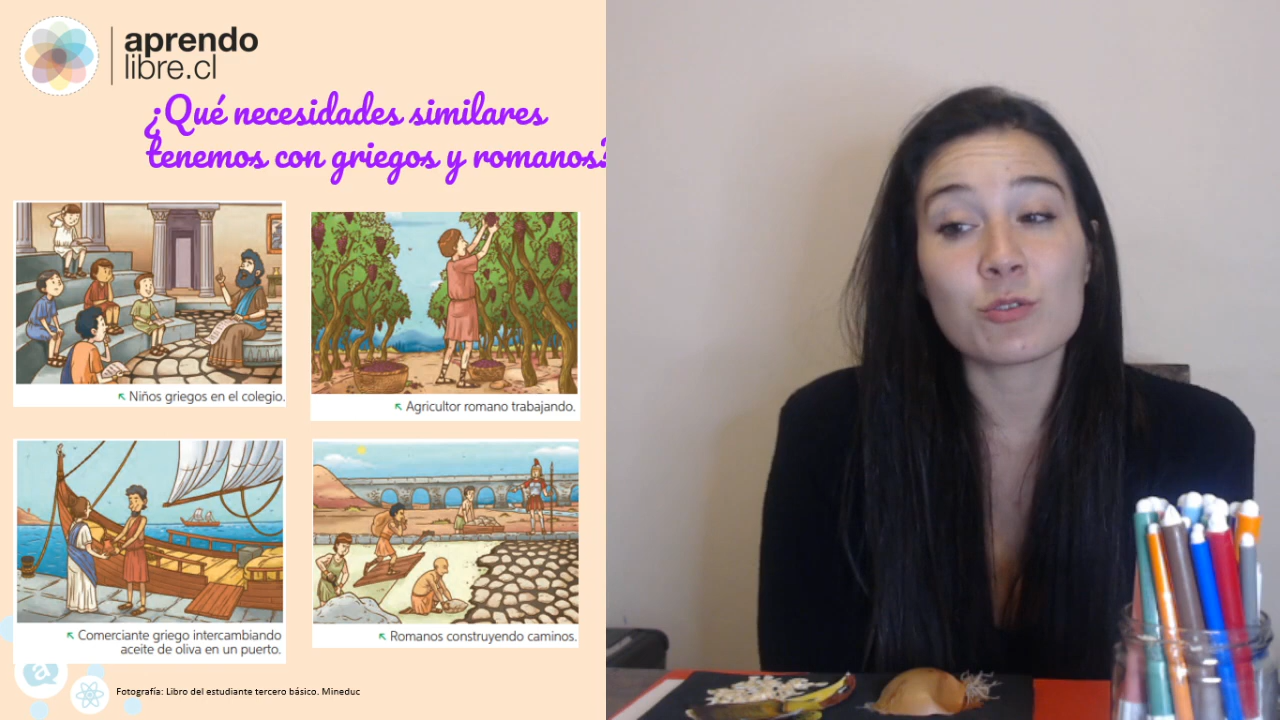 aprendo
libre.cl
¿Qué necesidades similares
tenemos con griegos y romanos?
Niños griegos en el colegio.
Agricultor romano trabajando.
Comerciante griego intercambiando
aceite de oliva en un puerto.
Romanos construyendo caminos.
Fotografía: Libro del estudiante tercero básico. Mineduc